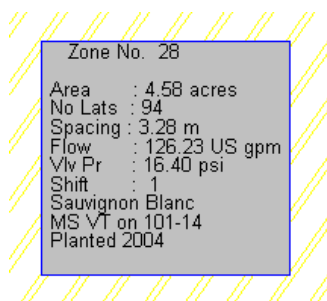 Zone No. 28
Area : 4.58 acres
No Lats : 94
Spacing : 3.28 m
Flow : 126.23 US gpm
Vlv Pr : 16.40 psi
Shift : 1
Sauvignon Blanc
MS VT on 101-14
Planted 2004